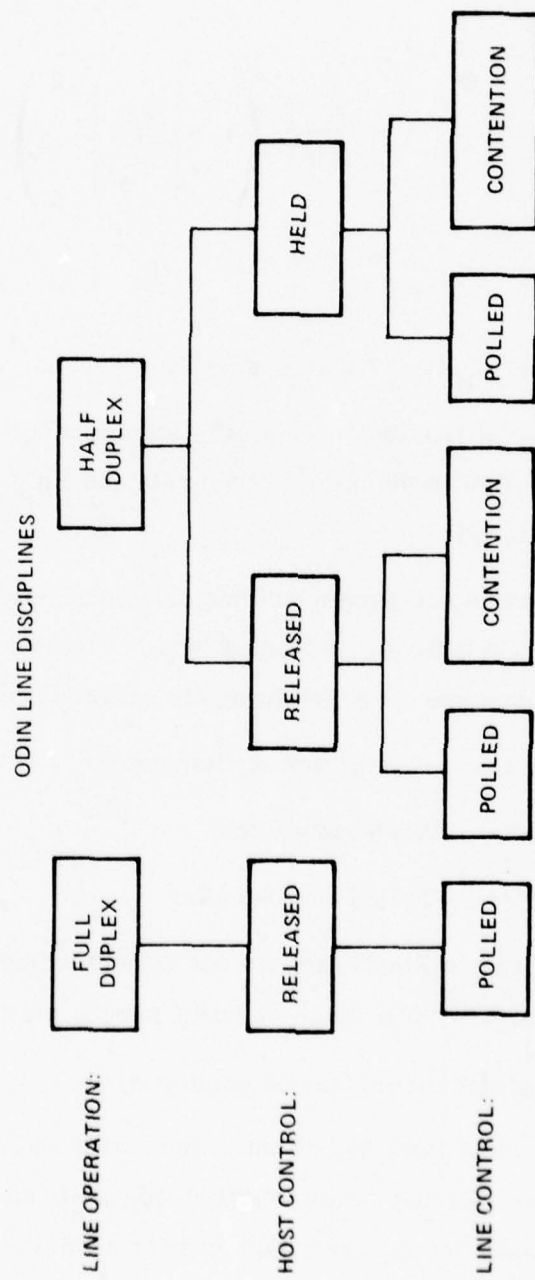 ODIN LINE DISCIPLINES
LINE OPERATION:
FULL
DUPLEX
HALF
DUPLEX
HOST CONTROL:
RELEASED
RELEASED
HELD
LINE CONTROL:
POLLED
POLLED
CONTENTION
POLLED
CONTENTION